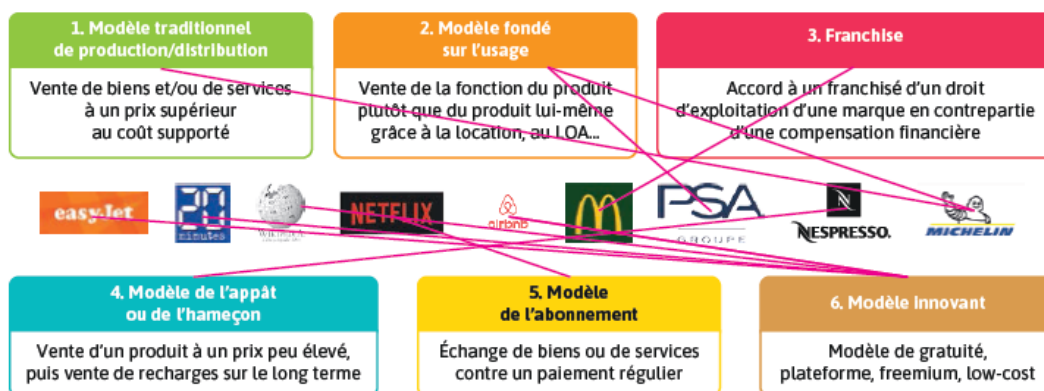 1. Modèle traditionnel
de production/distribution
Vente de biens et/ou de services
à un prix supérieur
au coût supporté
2. Modèle fondé
sur l'usage
Vente de la fonction du produit
plutôt que du produit lui-même
grâce à la location, au LOA...
3. Franchise
Accord à un franchisé d'un droit
d'exploitation d'une marque en contrepartie
d'une compensation financière
easyJet
20
minutes
WIKIPEDIA
NETFLIX
airbnb
PSA
GROUPE
N
NESPRESSO.
MICHELIN
4. Modèle de l'appât
ou de l'hameçon
Vente d'un produit à un prix peu élevé,
puis vente de recharges sur le long terme
5. Modèle
de l'abonnement
Échange de biens ou de services
contre un paiement régulier
6. Modèle innovant
Modèle de gratuité,
plateforme, freemium, low-cost